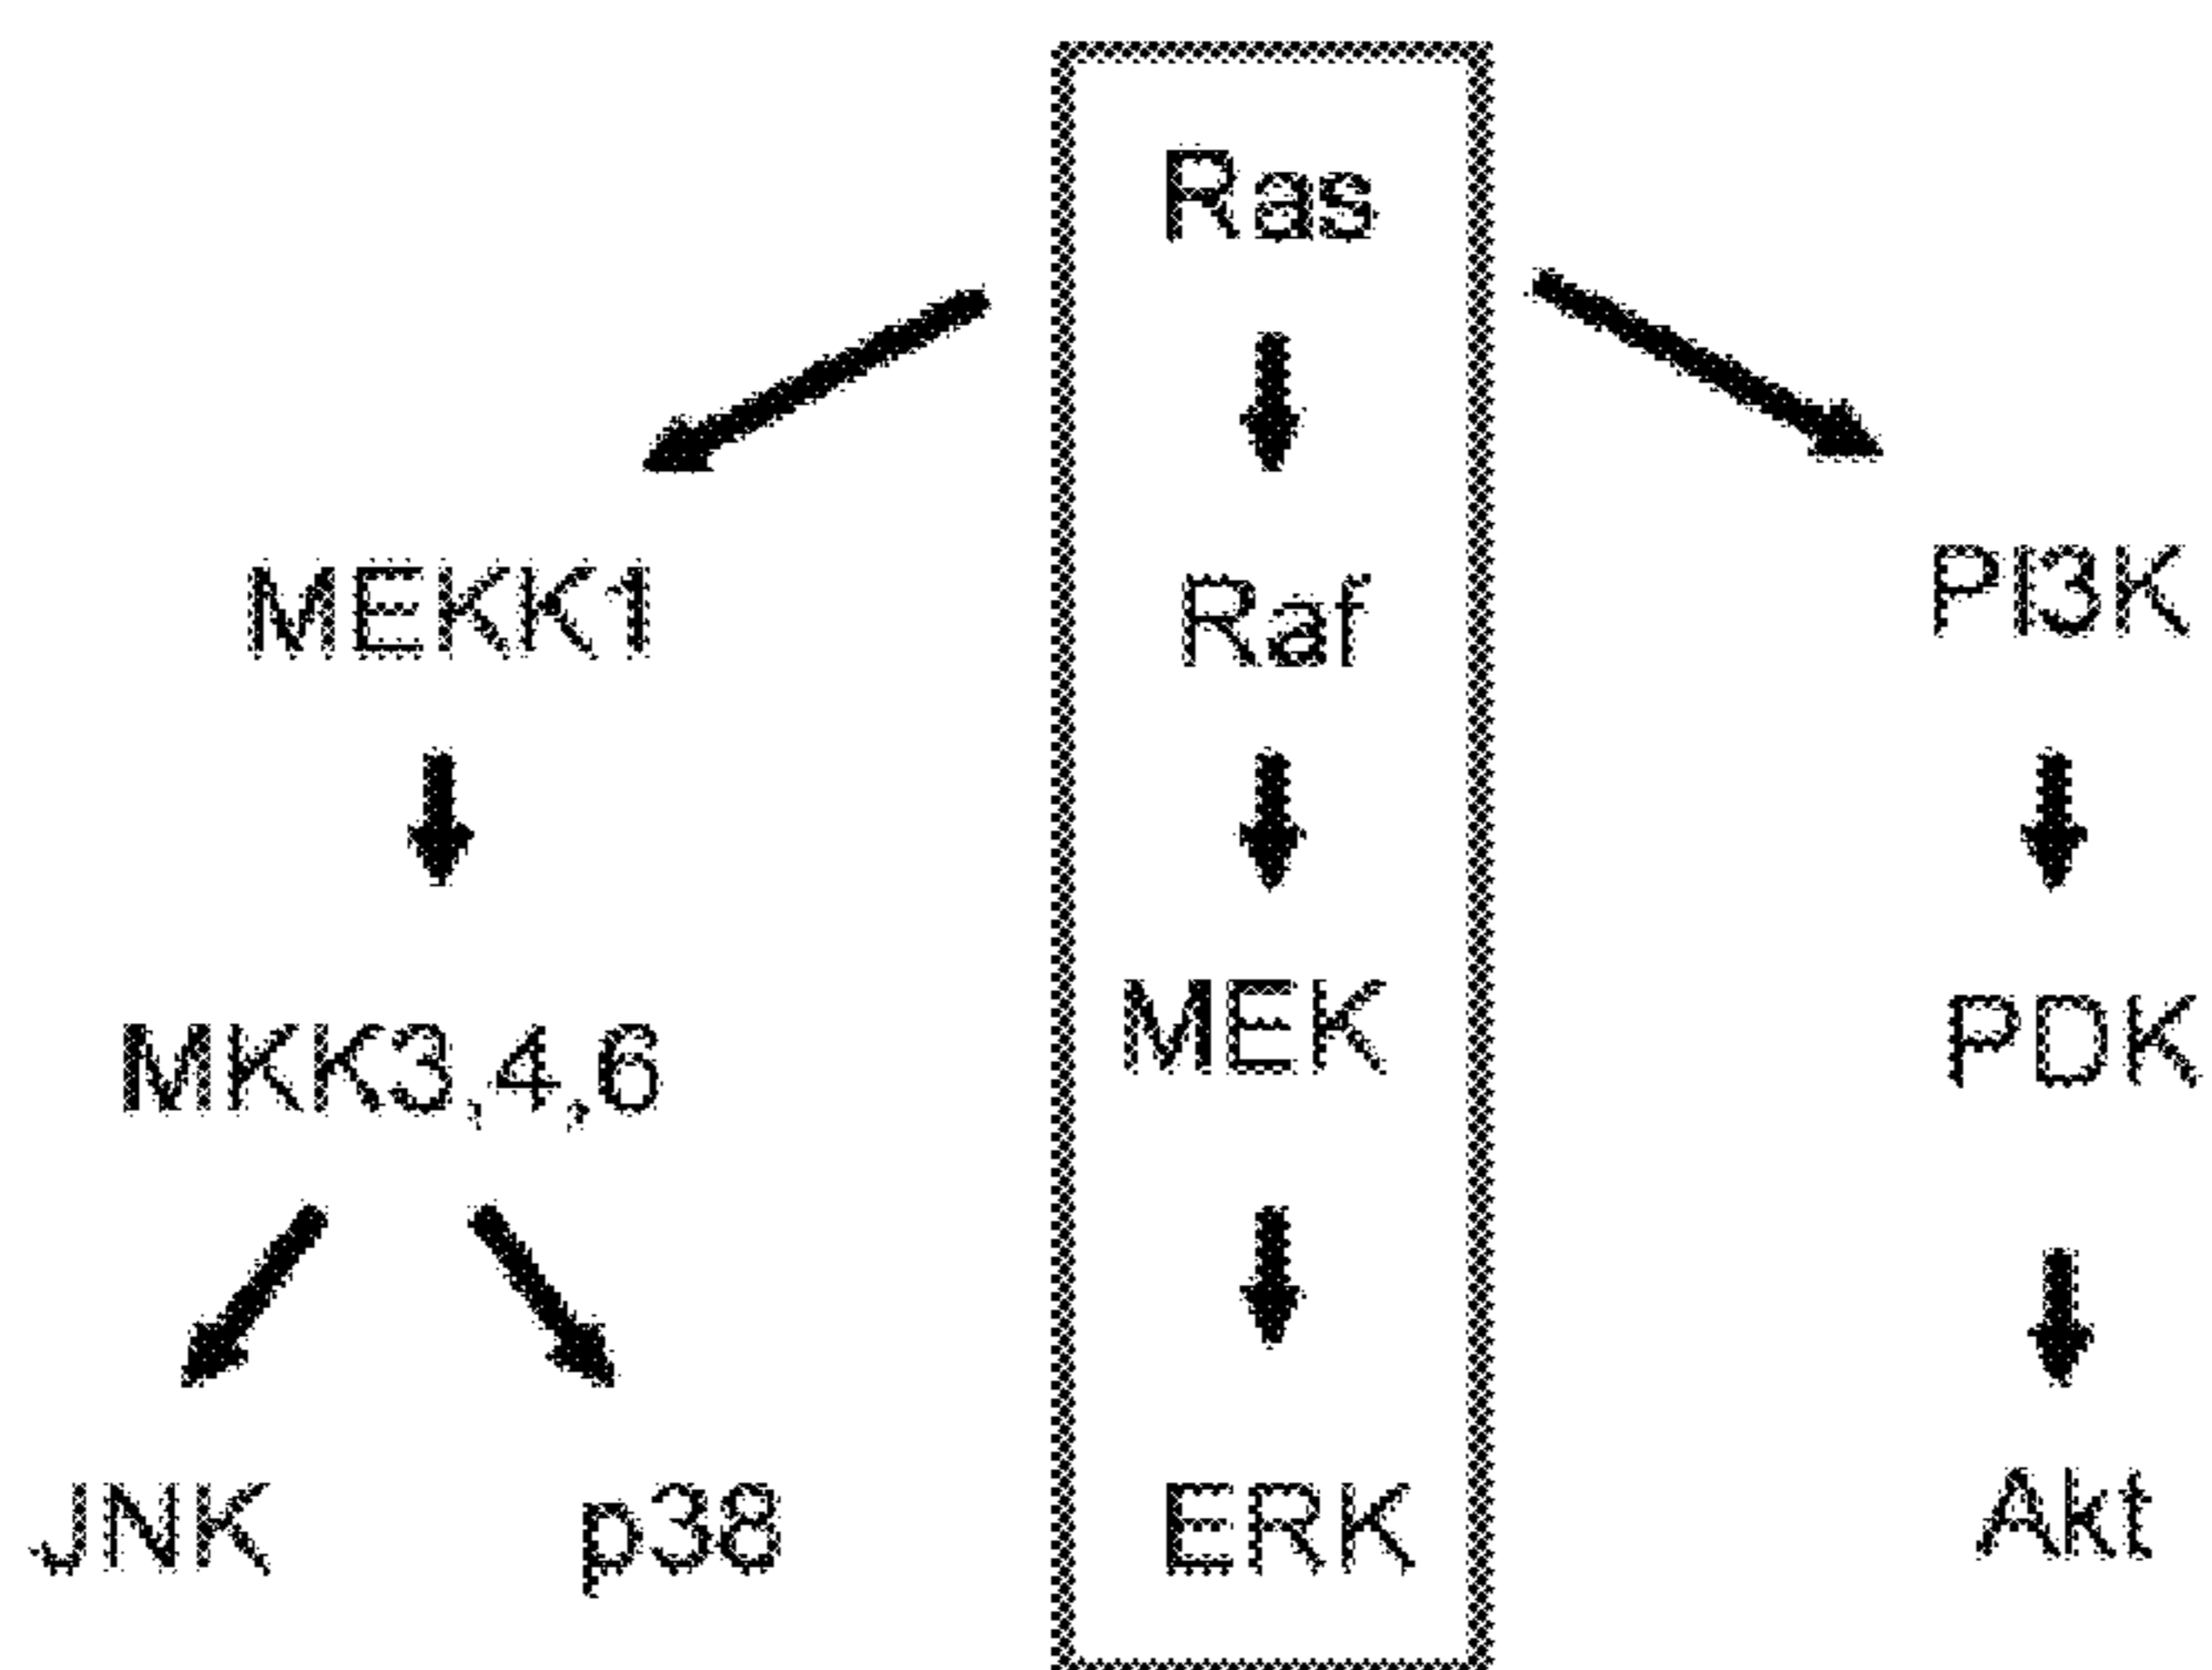 Ras
MEKK1
Raf
PI3K
MKK3,4,6
MEK
PDK
JNK
p38
ERK
Akt